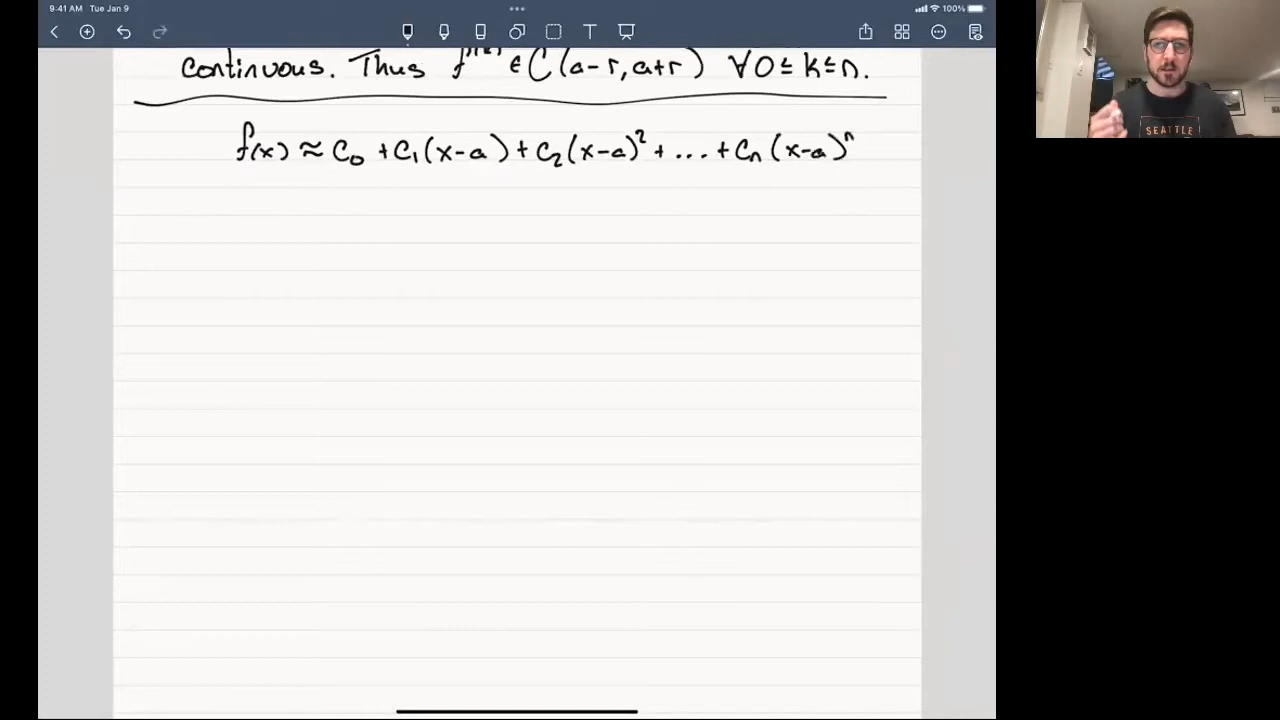 9:41 AM Tue Jan 9
100%
continuous. Thus f⁽ᵏ⁾ ∈ C(a-r, a+r) ∀ 0 ≤ k ≤ n.
f(x) ≈ C₀ + C₁(x-a) + C₂(x-a)² + ... + Cₙ(x-a)ⁿ
SEATTLE